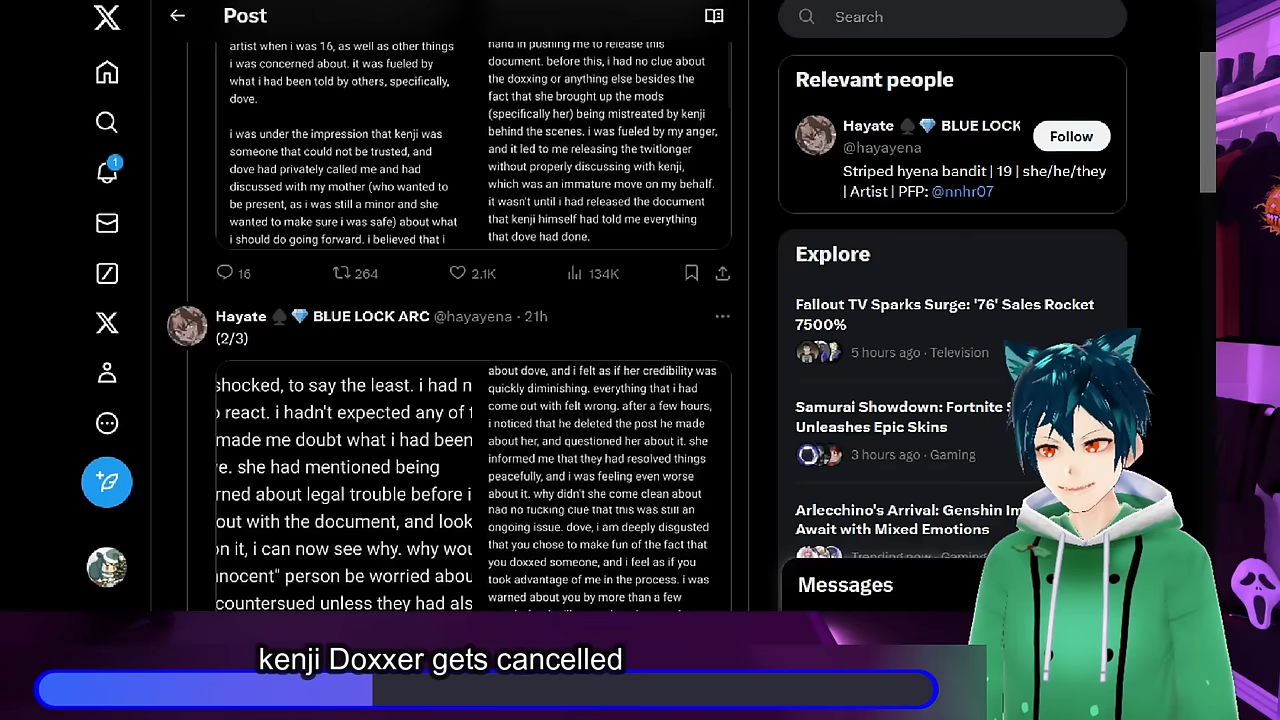 Post
artist when i was 16, as well as other things
i was concerned about. it was fueled by
what i had been told by others, specifically,
dove.
i was under the impression that kenji was
someone that could not be trusted, and
dove had privately called me and had
discussed with my mother (who wanted to
be present, as i was still a minor and she
wanted to make sure i was safe) about what
i should do going forward. i believed that i
hand in pushing me to release this
document. before this, i had no clue about
the doxxing or anything else besides the
fact that she brought up the mods
(specifically her) being mistreated by kenji
behind the scenes. i was fueled by my anger,
and it led to me releasing the twitlonger
without properly discussing with kenji,
which was an immature move on my behalf.
it wasn't until i had released the document
that kenji himself had told me everything
that dove had done.
16 264 2.1K 134K
Hayate ♠️ 💎 BLUE LOCK ARC @hayayena · 21h
(2/3)
shocked, to say the least. i had n
react. i hadn't expected any of t
made me doubt what i had been
e. she had mentioned being
rned about legal trouble before i
out with the document, and look
n it, i can now see why. why wou
nocent" person be worried abou
countersued unless they had als
about dove, and i felt as if her credibility was
quickly diminishing. everything that i had
come out with felt wrong. after a few hours,
i noticed that he deleted the post he made
about her, and questioned her about it. she
informed me that they had resolved things
peacefully, and i was feeling even worse
about it. why didn't she come clean about
had no fucking clue that this was still an
ongoing issue. dove, i am deeply disgusted
that you chose to make fun of the fact that
you doxxed someone, and i feel as if you
took advantage of me in the process. i was
warned about you by more than a few
1
Search
Relevant people
Hayate ♠️ 💎 BLUE LOCK
@hayayena
Follow
Striped hyena bandit | 19 | she/he/they
| Artist | PFP: @nnhr07
Explore
Fallout TV Sparks Surge: '76' Sales Rocket
7500%
5 hours ago · Television
Samurai Showdown: Fortnite S
Unleashes Epic Skins
3 hours ago · Gaming
Arlecchino's Arrival: Genshin Im
Await with Mixed Emotions
Trending now · Gaming
Messages
kenji Doxxer gets cancelled